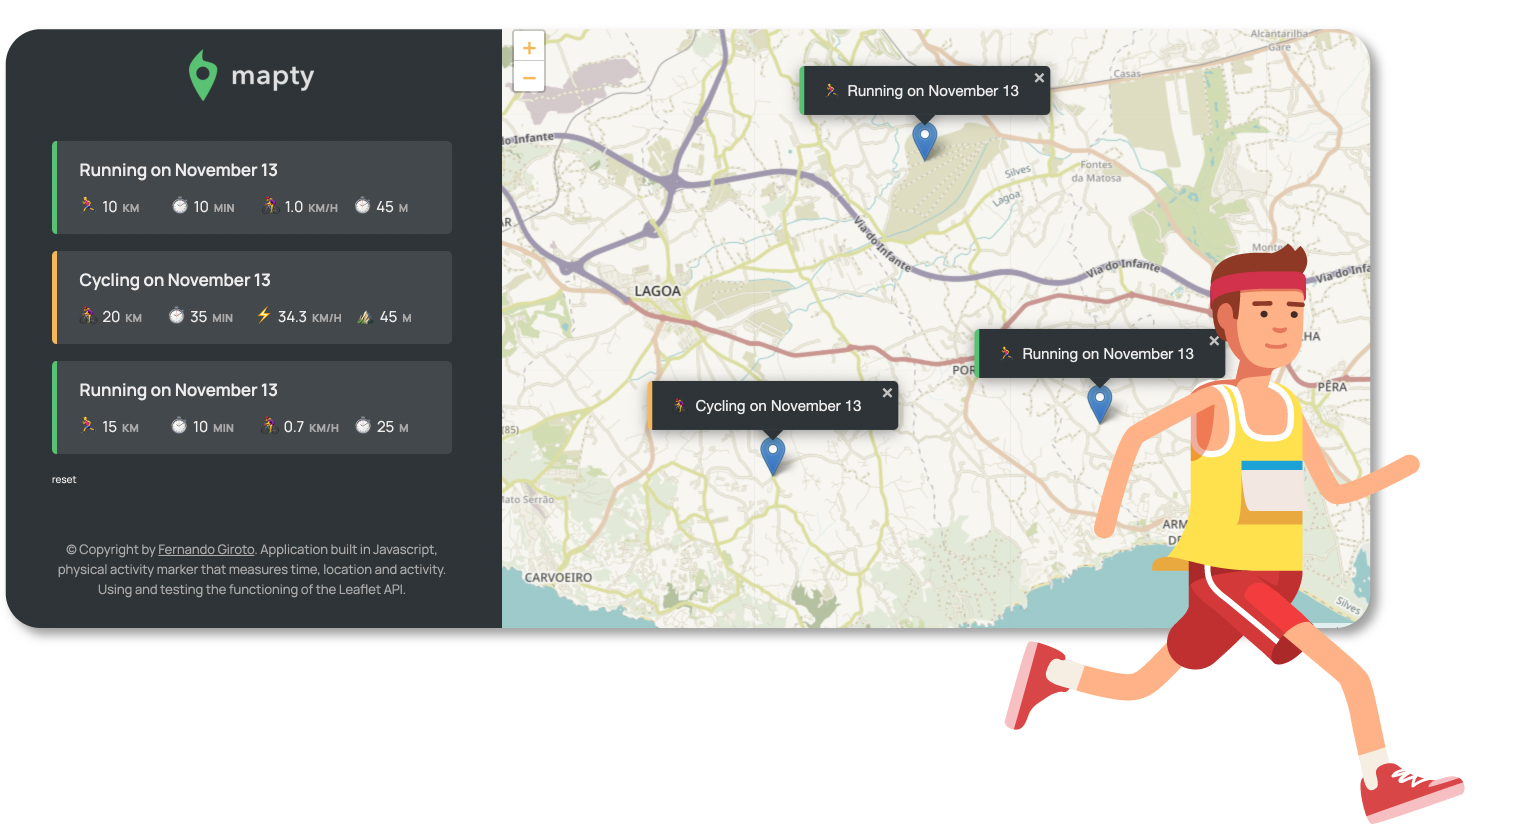 mapty
Running on November 13
10 KM 10 MIN 1.0 KM/H 45 M
Cycling on November 13
20 KM 35 MIN 34.3 KM/H 45 M
Running on November 13
15 KM 10 MIN 0.7 KM/H 25 M
reset
© Copyright by Fernando Giroto. Application built in Javascript,
physical activity marker that measures time, location and activity.
Using and testing the functioning of the Leaflet API.
+
−
Alcantarilha
Gare
Casas
Running on November 13 ×
do Infante
Silves
Lagoa
Fontes
da Matosa
Via do Infante
Monte
Via do Infante
Via do Infa
LAGOA
HA
Running on November 13 ×
POR
PÊRA
Cycling on November 13 ×
(85)
Mato Serrão
ARM
DE
CARVOEIRO
Silves